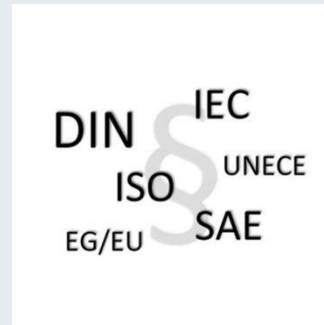 IEC
DIN
§
UNECE
ISO
SAE
EG/EU